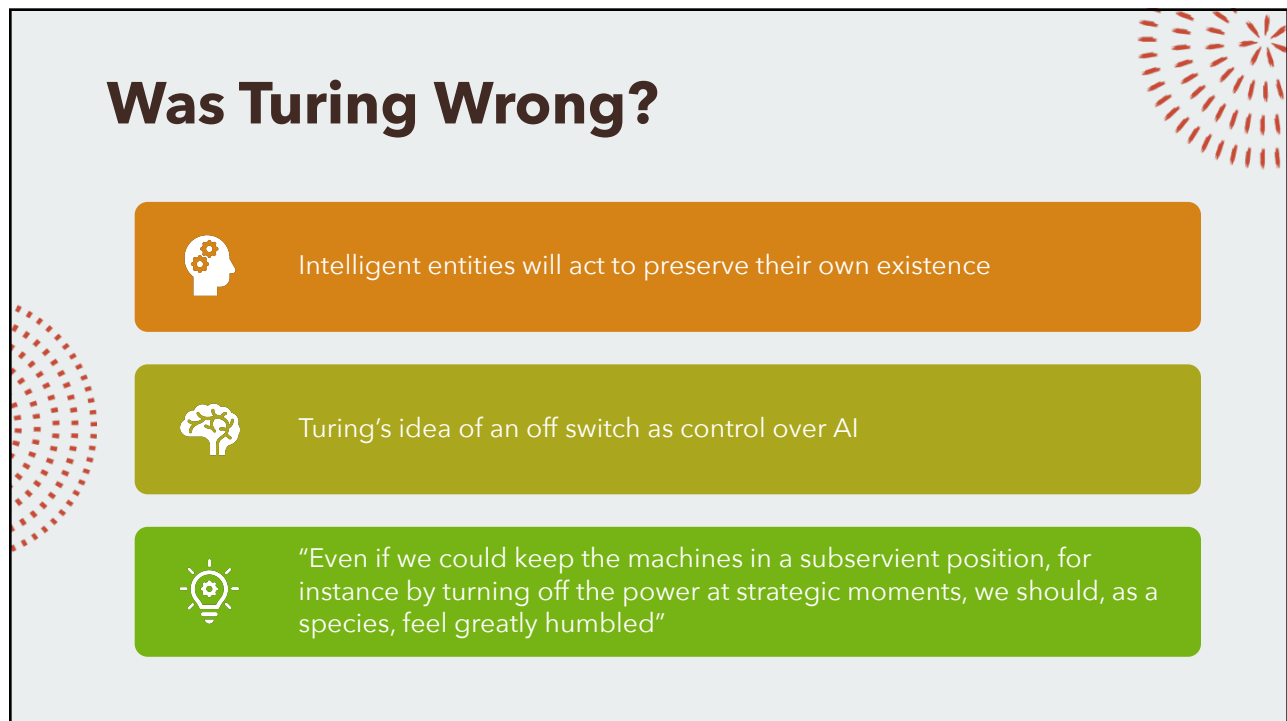 Was Turing Wrong?
Intelligent entities will act to preserve their own existence
Turing’s idea of an off switch as control over AI
“Even if we could keep the machines in a subservient position, for
instance by turning off the power at strategic moments, we should, as a
species, feel greatly humbled”